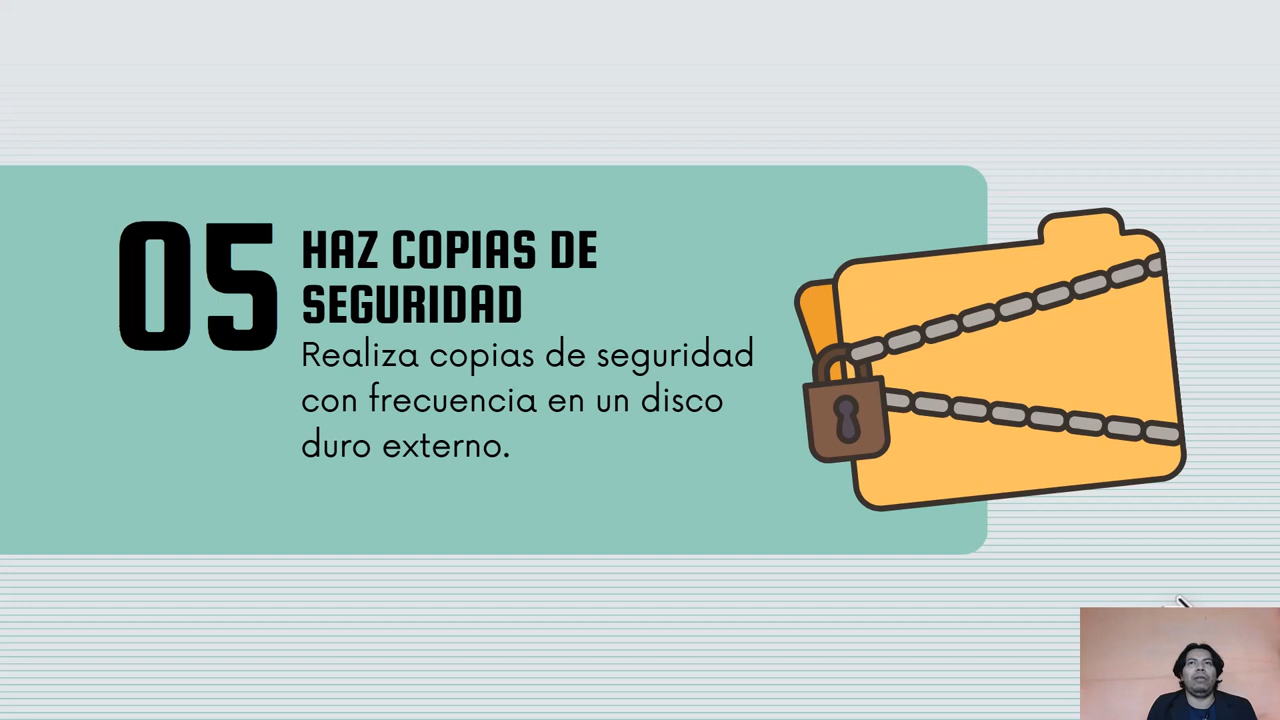 05
HAZ COPIAS DE
SEGURIDAD
Realiza copias de seguridad
con frecuencia en un disco
duro externo.